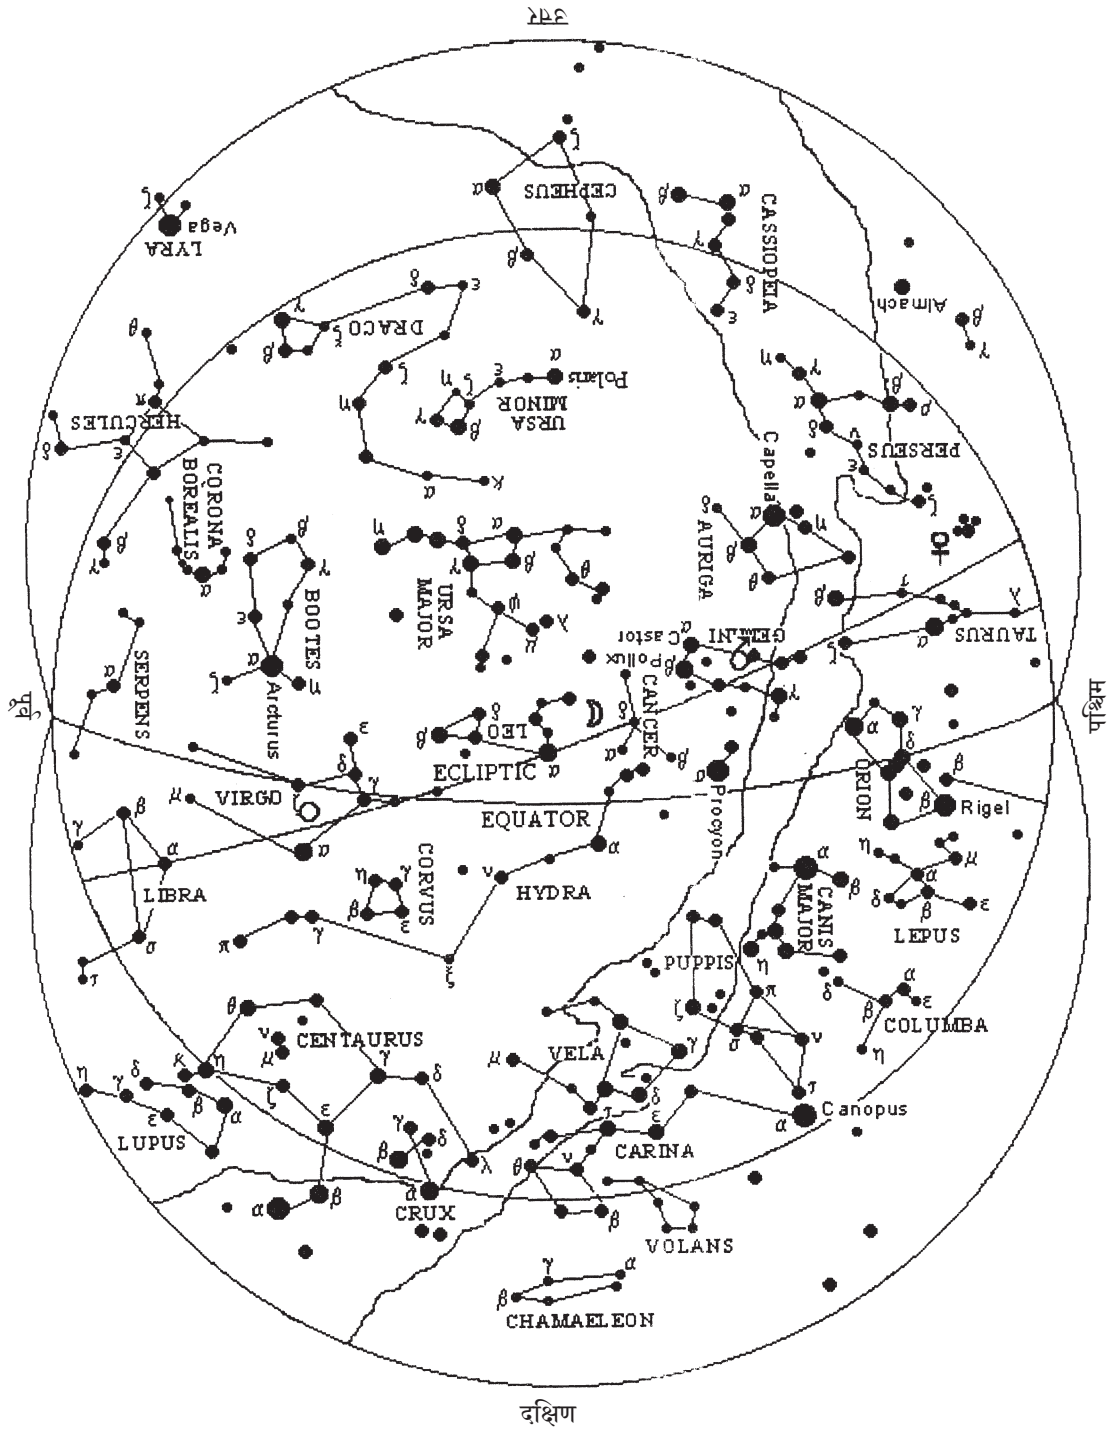 उत्तर
ζ
α
CEPHEUS
β
γ
β
α
γ
δ
ε
CASSIOPEIA
ζ
Vega
LYRA
Almach
β
γ
γ
β
ξ
DRACO
δ
ε
ζ
η
α
κ
α
Polaris
ε
ζ
η
γ
β
URSA
MINOR
η
γ
α
β
ρ
δ
ν
ε
ζ
PERSEUS
θ
π
HERCULES
δ
ε
β
γ
CORONA
BOREALIS
α
δ
β
γ
ε
BOOTES
α
ζ
η
Arcturus
η
δ
α
γ
β
θ
ψ
λ
μ
URSA
MAJOR
Capella
α
η
δ
β
θ
AURIGA
♀
β
τ
λ
α
ζ
TAURUS
α Castor
GEMINI
β Pollux
♂
γ
SERPENS
α
पूर्व
पश्चिम
CANCER
δ
α
β
LEO
δ
β
α
ECLIPTIC
EQUATOR
ε
δ
γ
VIRGO
ζ
μ
α
α
Procyon
ORION
α
γ
δ
β
β
Rigel
β
γ
α
LIBRA
σ
τ
CORVUS
η
γ
β
ε
ν
HYDRA
α
π
γ
ξ
α
β
CANIS
MAJOR
η
η
μ
α
δ
β
ε
LEPUS
PUPPIS
ζ
π
σ
ν
τ
δ
α
β
ε
COLUMBA
η
θ
ν
μ
CENTAURUS
γ
δ
κ
η
ζ
ε
λ
μ
VELA
γ
δ
η
γ
δ
β
ε
α
LUPUS
γ
δ
β
α
CRUX
τ
ε
CARINA
θ
ν
β
α
Canopus
α
β
VOLANS
γ
α
β
CHAMAELEON
दक्षिण